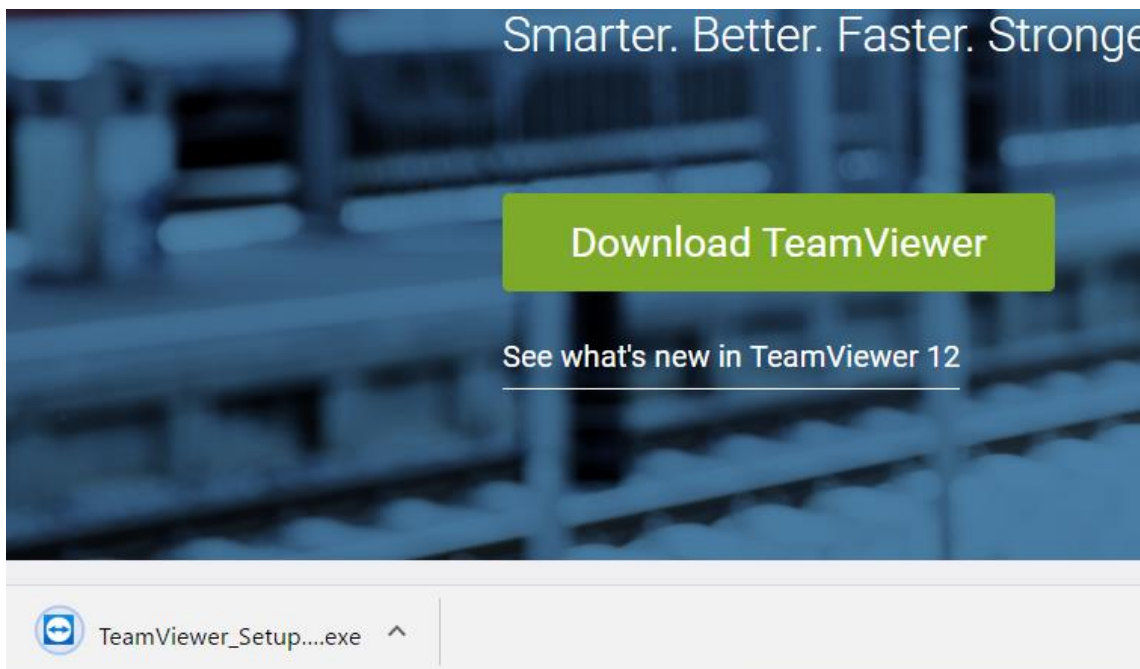 Smarter. Better. Faster. Stronge
Download TeamViewer
See what's new in TeamViewer 12
TeamViewer_Setup....exe